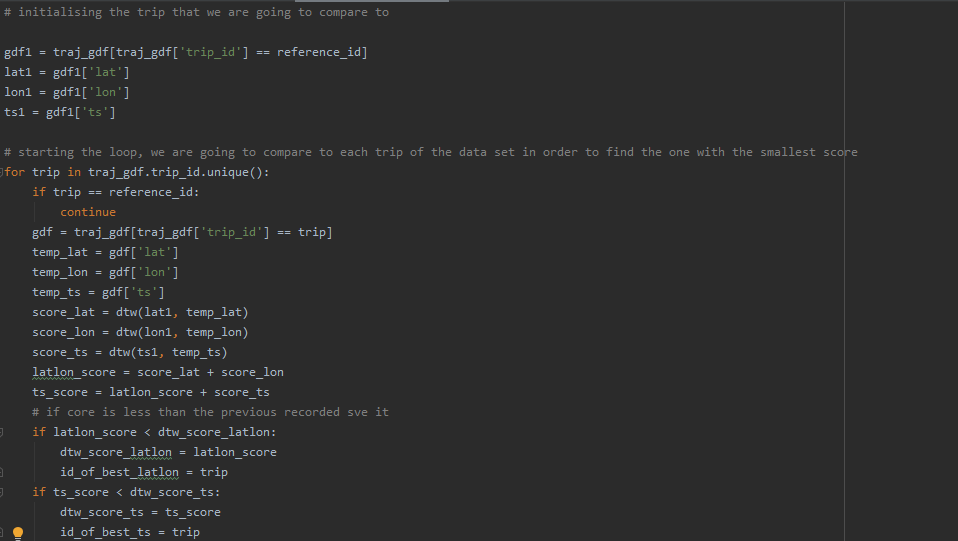 # initialising the trip that we are going to compare to
gdf1 = traj_gdf[traj_gdf['trip_id'] == reference_id]
lat1 = gdf1['lat']
lon1 = gdf1['lon']
ts1 = gdf1['ts']
# starting the loop, we are going to compare to each trip of the data set in order to find the one with the smallest score
for trip in traj_gdf.trip_id.unique():
    if trip == reference_id:
        continue
    gdf = traj_gdf[traj_gdf['trip_id'] == trip]
    temp_lat = gdf['lat']
    temp_lon = gdf['lon']
    temp_ts = gdf['ts']
    score_lat = dtw(lat1, temp_lat)
    score_lon = dtw(lon1, temp_lon)
    score_ts = dtw(ts1, temp_ts)
    latlon_score = score_lat + score_lon
    ts_score = latlon_score + score_ts
    # if core is less than the previous recorded sve it
    if latlon_score < dtw_score_latlon:
        dtw_score_latlon = latlon_score
        id_of_best_latlon = trip
    if ts_score < dtw_score_ts:
        dtw_score_ts = ts_score
        id_of_best_ts = trip